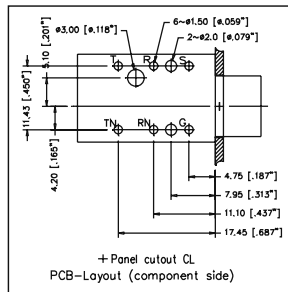 6~ø1.50 [ø.059"]
ø3.00 [ø.118"]
2~ø2.0 [ø.079"]
T R S
5.10 [.201"]
11.43 [.450"]
4.20 [.165"]
TN RN G
4.75 [.187"]
7.95 [.313"]
11.10 [.437"]
17.45 [.687"]
+ Panel cutout CL
PCB-Layout (component side)